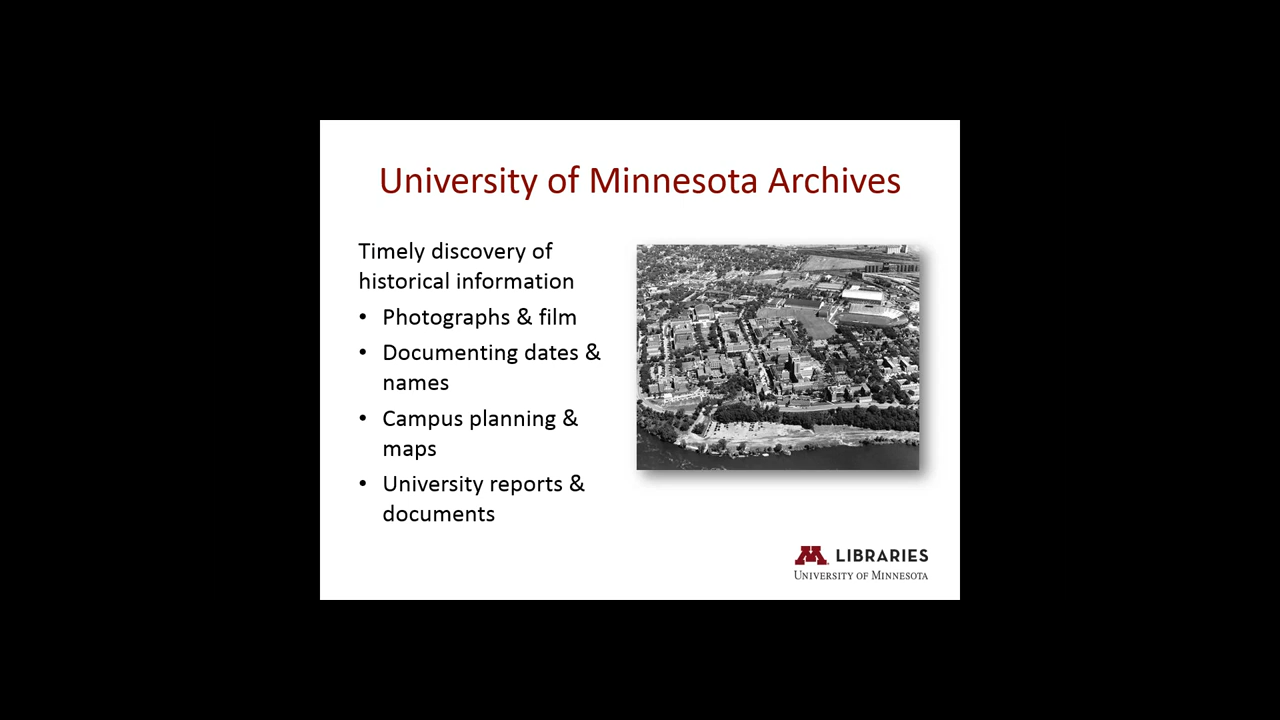 University of Minnesota Archives
Timely discovery of
historical information
• Photographs & film
• Documenting dates &
names
• Campus planning &
maps
• University reports &
documents
M LIBRARIES
UNIVERSITY OF MINNESOTA